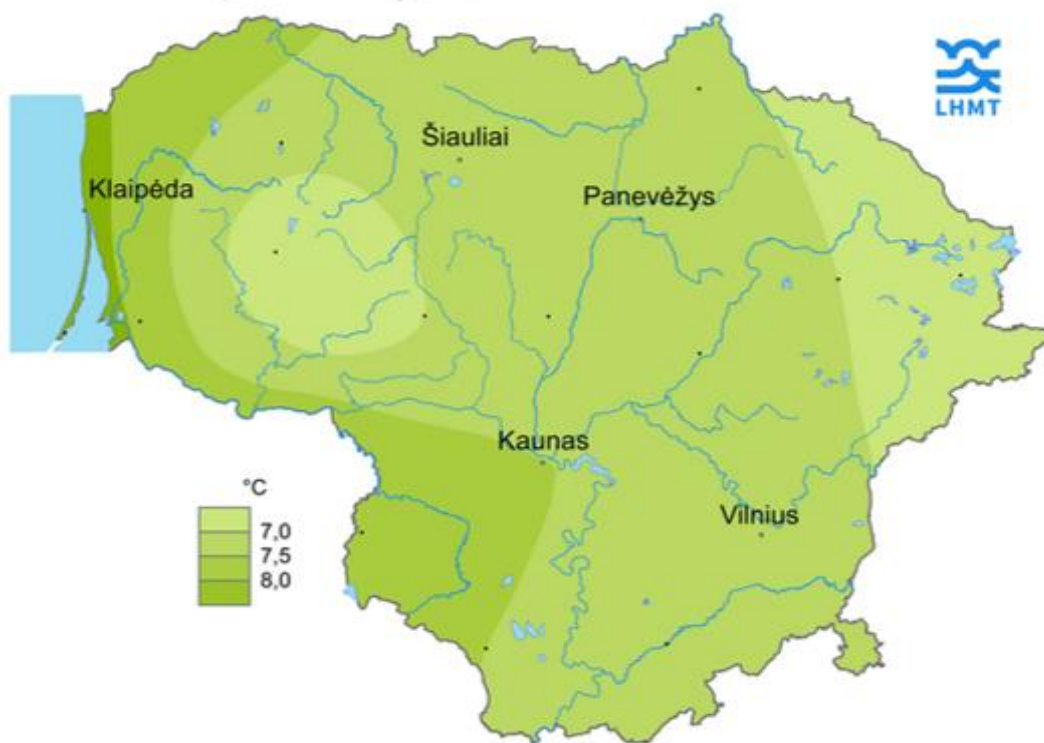 LHMT
Šiauliai
Klaipėda
Panevėžys
Kaunas
°C
Vilnius
7,0
7,5
8,0